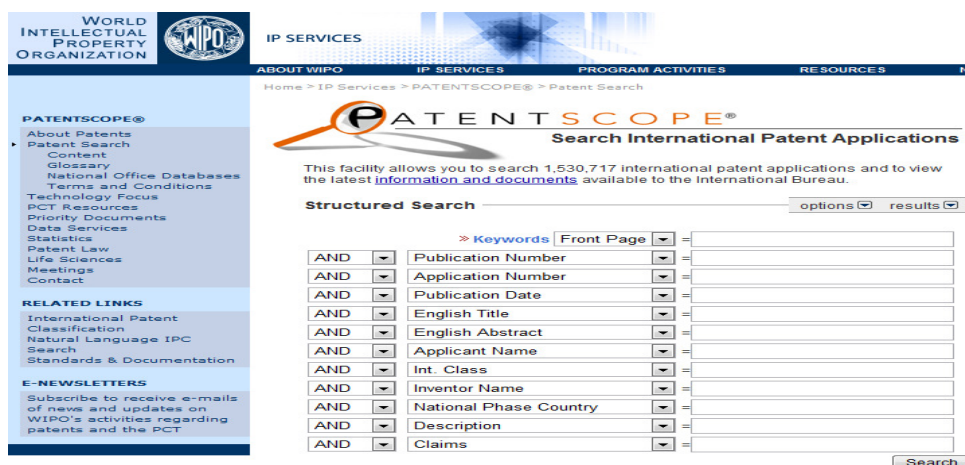 WORLD
INTELLECTUAL
PROPERTY
ORGANIZATION
WIPO
IP SERVICES
ABOUT WIPO IP SERVICES PROGRAM ACTIVITIES RESOURCES N
Home > IP Services > PATENTSCOPE® > Patent Search
PATENTSCOPE®
About Patents
Patent Search
Content
Glossary
National Office Databases
Terms and Conditions
Technology Focus
PCT Resources
Priority Documents
Data Services
Statistics
Patent Law
Life Sciences
Meetings
Contact
RELATED LINKS
International Patent
Classification
Natural Language IPC
Search
Standards & Documentation
E-NEWSLETTERS
Subscribe to receive e-mails
of news and updates on
WIPO's activities regarding
patents and the PCT
PATENTSCOPE®
Search International Patent Applications
This facility allows you to search 1,530,717 international patent applications and to view
the latest information and documents available to the International Bureau.
Structured Search options results
» Keywords Front Page =
AND Publication Number =
AND Application Number =
AND Publication Date =
AND English Title =
AND English Abstract =
AND Applicant Name =
AND Int. Class =
AND Inventor Name =
AND National Phase Country =
AND Description =
AND Claims =
Search